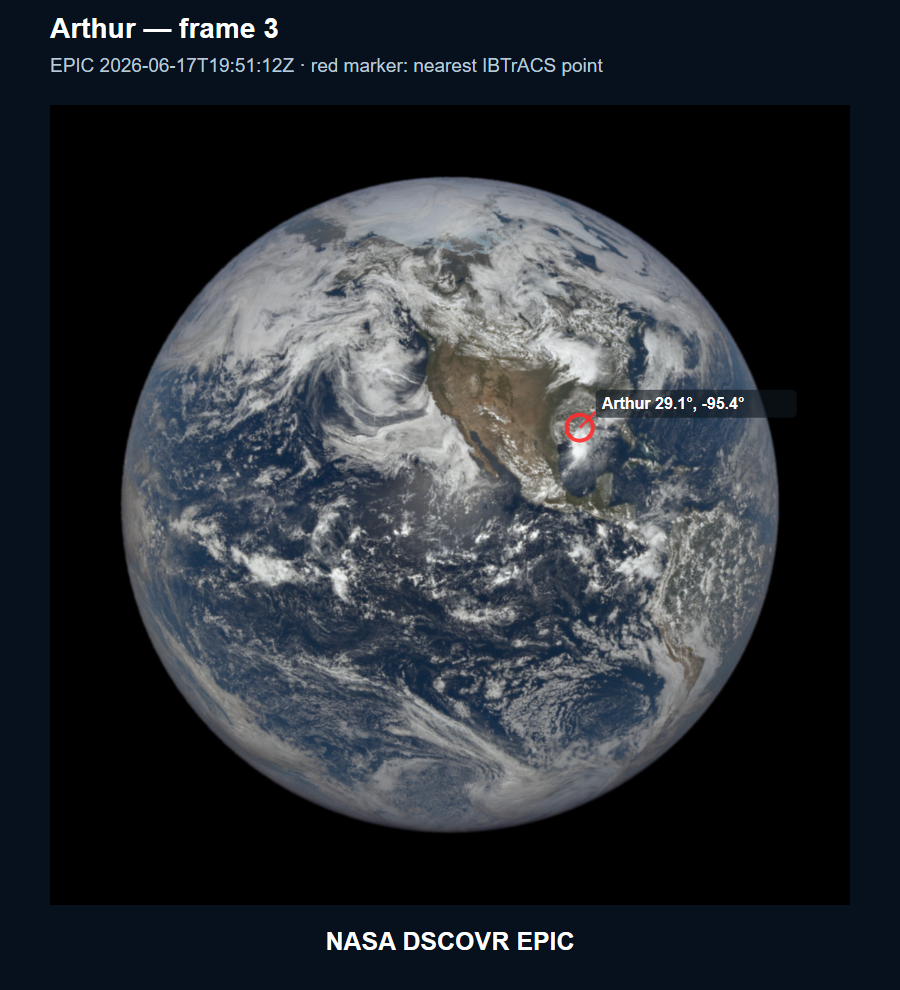 Arthur — frame 3
EPIC 2026-06-17T19:51:12Z · red marker: nearest IBTrACS point
Arthur 29.1°, -95.4°
NASA DSCOVR EPIC